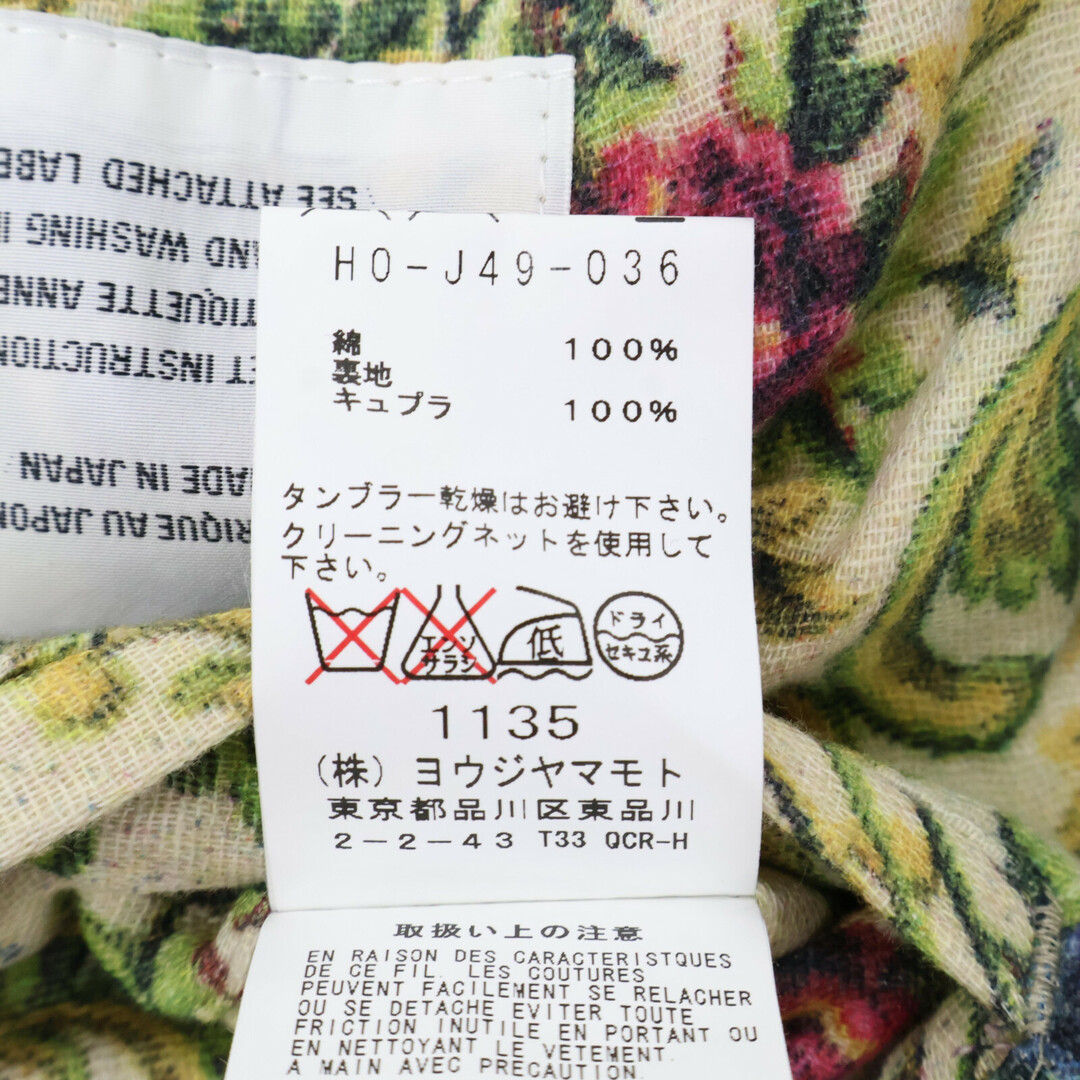 SEE ATTACHED LABE
AND WASHING I
TIQUETTE ANNE
ET INSTRUCTION
MADE IN JAPAN
RIQUE AU JAPON
HO-J49-036
綿 100%
裏地
キュプラ 100%
タンブラー乾燥はお避け下さい。
クリーニングネットを使用して
下さい。
エンソ
サラシ
低
ドライ
セキユ系
1135
(株) ヨウジヤマモト
東京都品川区東品川
2-2-43 T33 QCR-H
取扱い上の注意
EN RAISON DES CARACTERISTQUES
DE CE FIL. LES COUTURES
PEUVENT FACILEMENT SE RELACHER
OU SE DETACHE EVITER TOUTE
FRICTION INUTILE EN PORTANT OU
EN NETTOYANT LE VETEMENT.
A MAIN AVEC PRECAUTION.